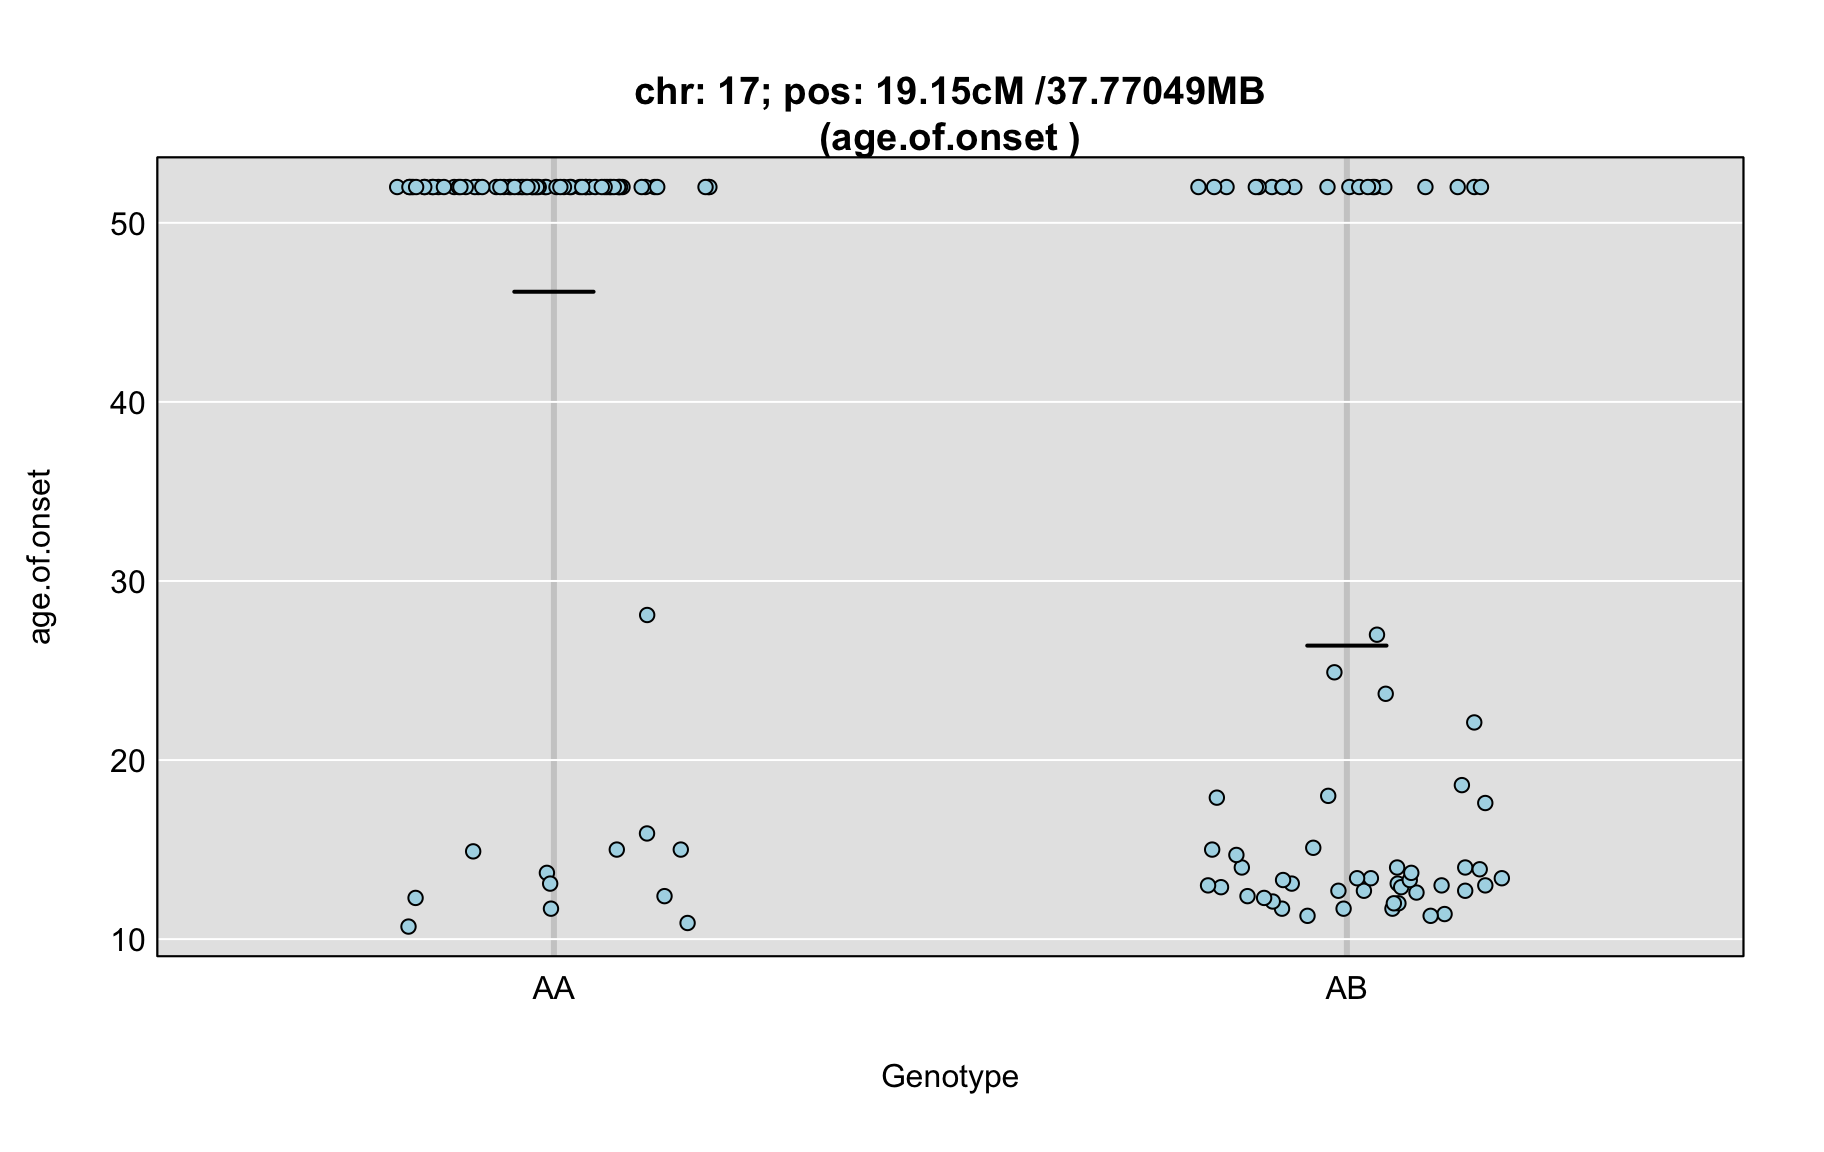 chr: 17; pos: 19.15cM /37.77049MB
(age.of.onset )
50
40
30
20
10
age.of.onset
AA
AB
Genotype